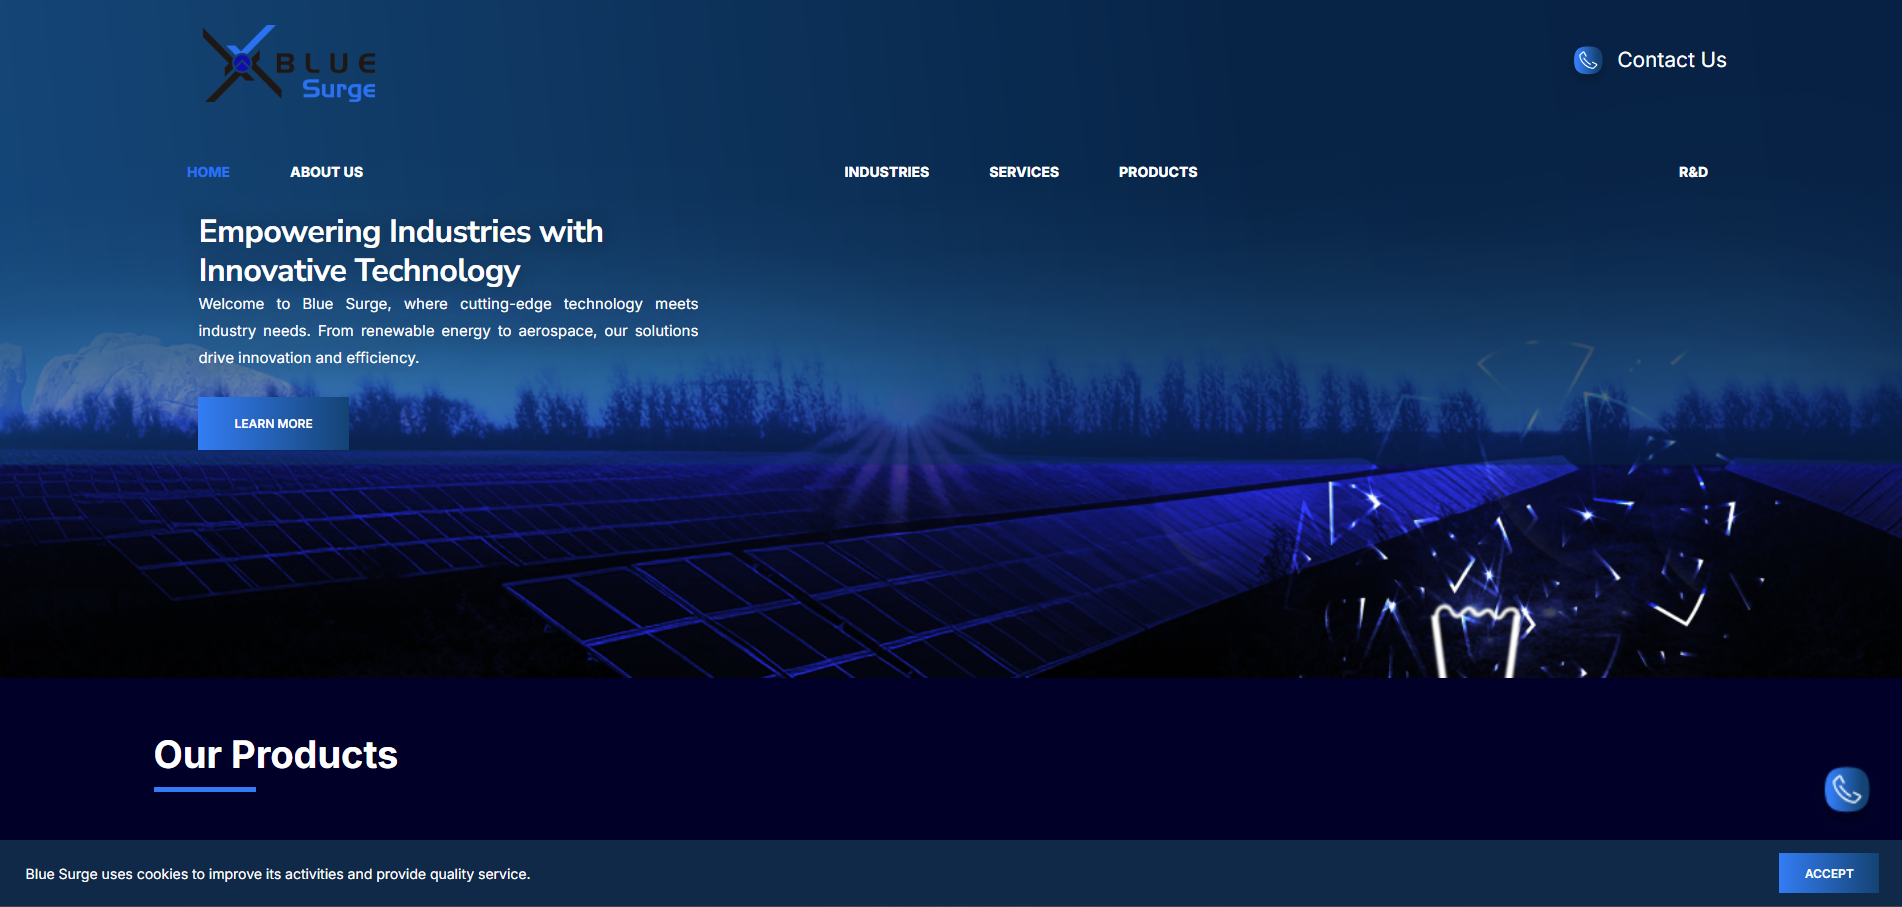 BLUE
Surge
Contact Us
HOME ABOUT US INDUSTRIES SERVICES PRODUCTS R&D
Empowering Industries with
Innovative Technology
Welcome to Blue Surge, where cutting-edge technology meets
industry needs. From renewable energy to aerospace, our solutions
drive innovation and efficiency.
LEARN MORE
Our Products
Blue Surge uses cookies to improve its activities and provide quality service.
ACCEPT